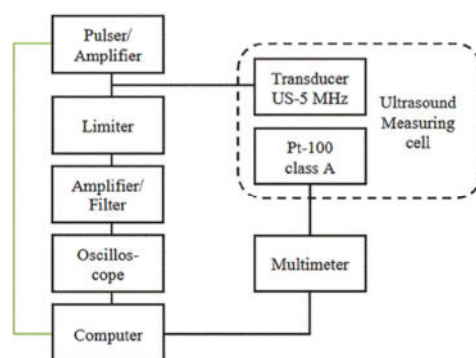 Pulser/
Amplifier
Transducer
US-5 MHz
Ultrasound
Measuring
cell
Limiter
Pt-100
class A
Amplifier/
Filter
Oscillos-
cope
Multimeter
Computer